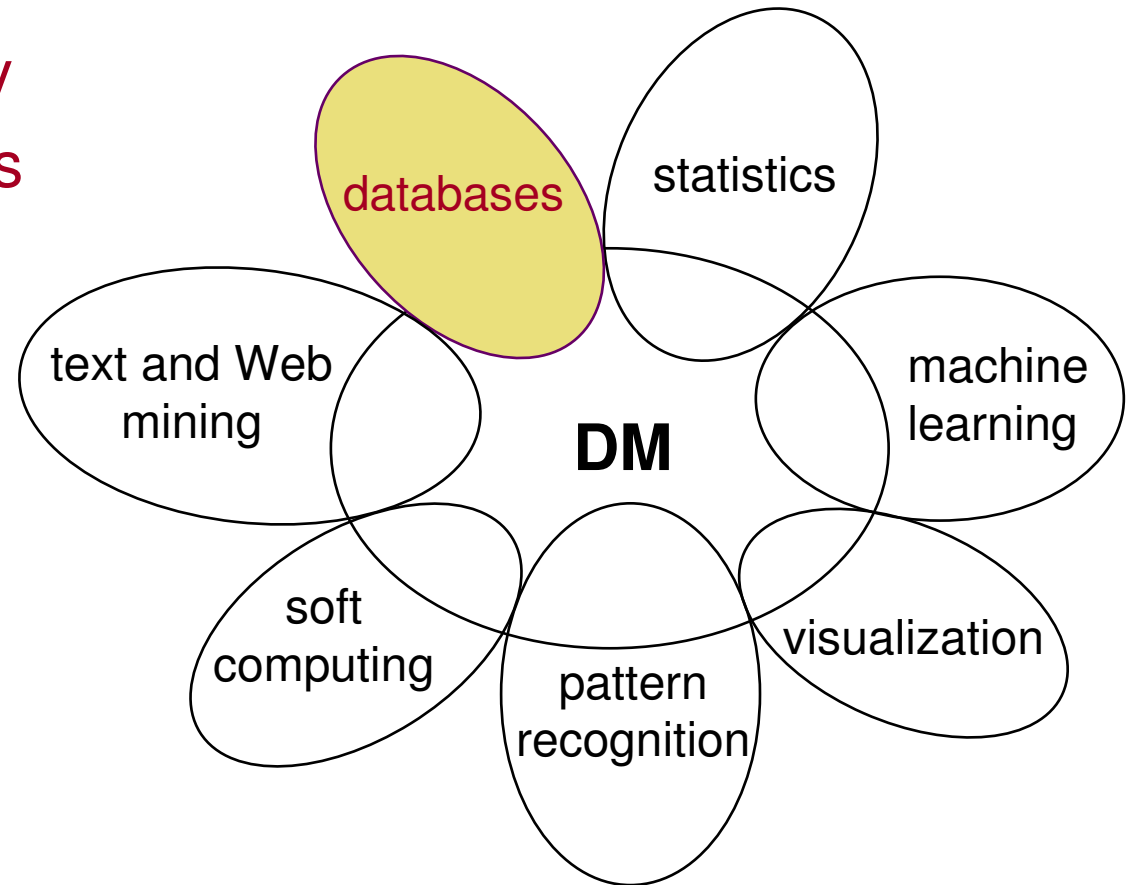 y
s
databases
statistics
text and Web
mining
machine
learning
DM
soft
computing
pattern
recognition
visualization